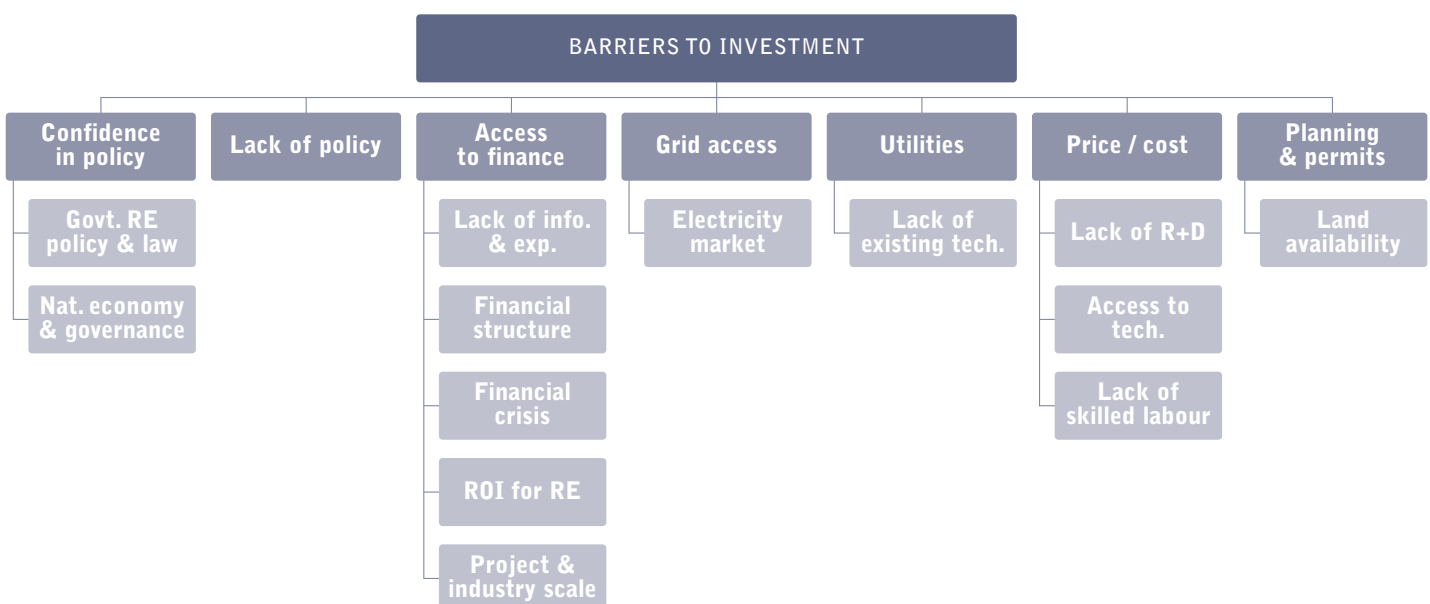 BARRIERS TO INVESTMENT
Confidence
in policy
Govt. RE
policy & law
Nat. economy
& governance
Lack of policy
Access
to finance
Lack of info.
& exp.
Financial
structure
Financial
crisis
ROI for RE
Project &
industry scale
Grid access
Electricity
market
Utilities
Lack of
existing tech.
Price / cost
Lack of R+D
Access to
tech.
Lack of
skilled labour
Planning
& permits
Land
availability